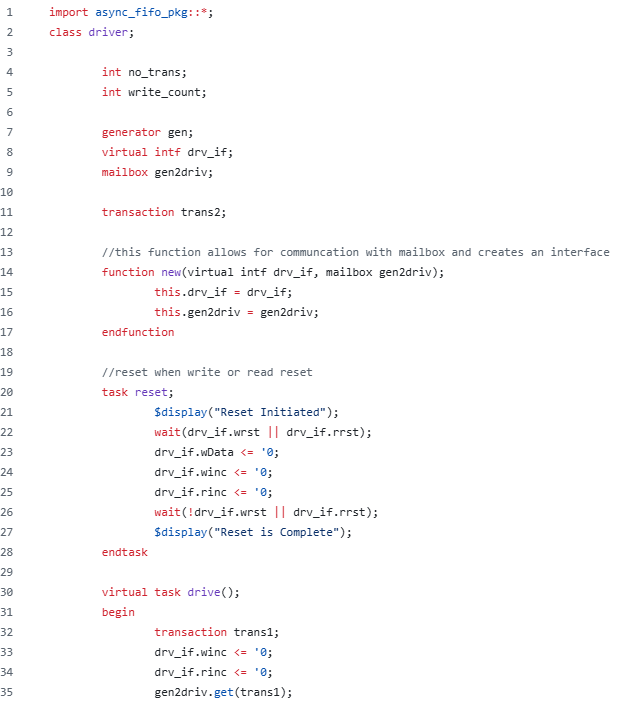 1 import async_fifo_pkg::*;
2 class driver;
3
4 int no_trans;
5 int write_count;
6
7 generator gen;
8 virtual intf drv_if;
9 mailbox gen2driv;
10
11 transaction trans2;
12
13 //this function allows for communcation with mailbox and creates an interface
14 function new(virtual intf drv_if, mailbox gen2driv);
15 this.drv_if = drv_if;
16 this.gen2driv = gen2driv;
17 endfunction
18
19 //reset when write or read reset
20 task reset;
21 $display("Reset Initiated");
22 wait(drv_if.wrst || drv_if.rrst);
23 drv_if.wData <= '0;
24 drv_if.winc <= '0;
25 drv_if.rinc <= '0;
26 wait(!drv_if.wrst || drv_if.rrst);
27 $display("Reset is Complete");
28 endtask
29
30 virtual task drive();
31 begin
32 transaction trans1;
33 drv_if.winc <= '0;
34 drv_if.rinc <= '0;
35 gen2driv.get(trans1);